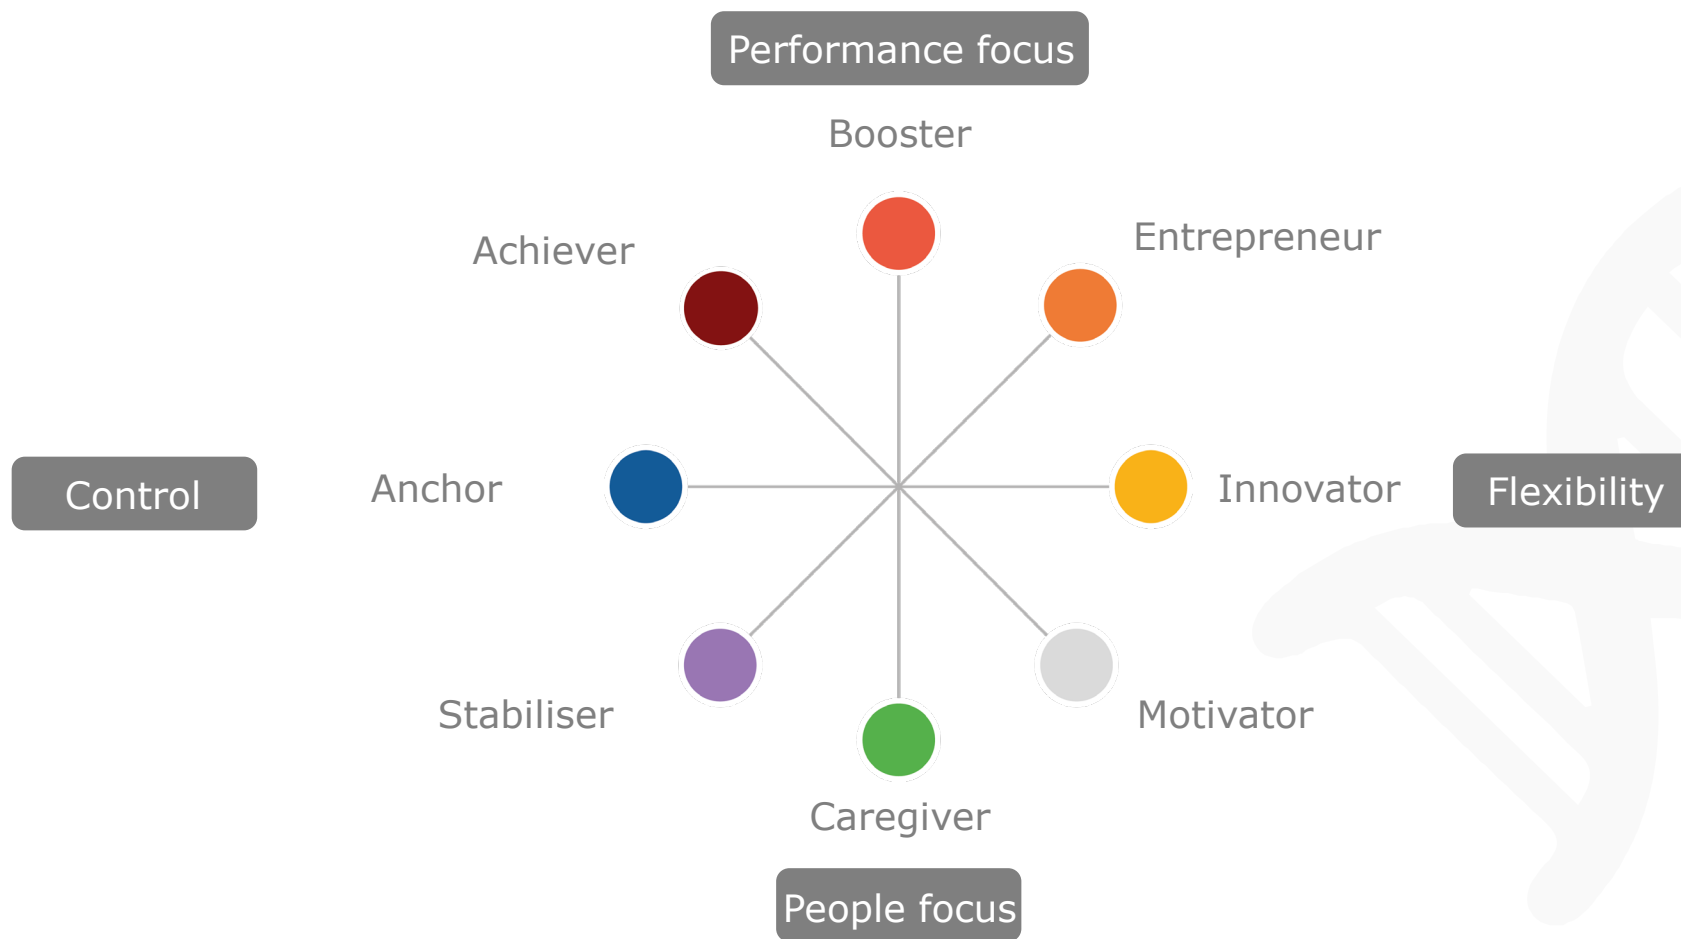 Performance focus
Booster
Achiever
Entrepreneur
Control
Anchor
Innovator
Flexibility
Stabiliser
Motivator
Caregiver
People focus